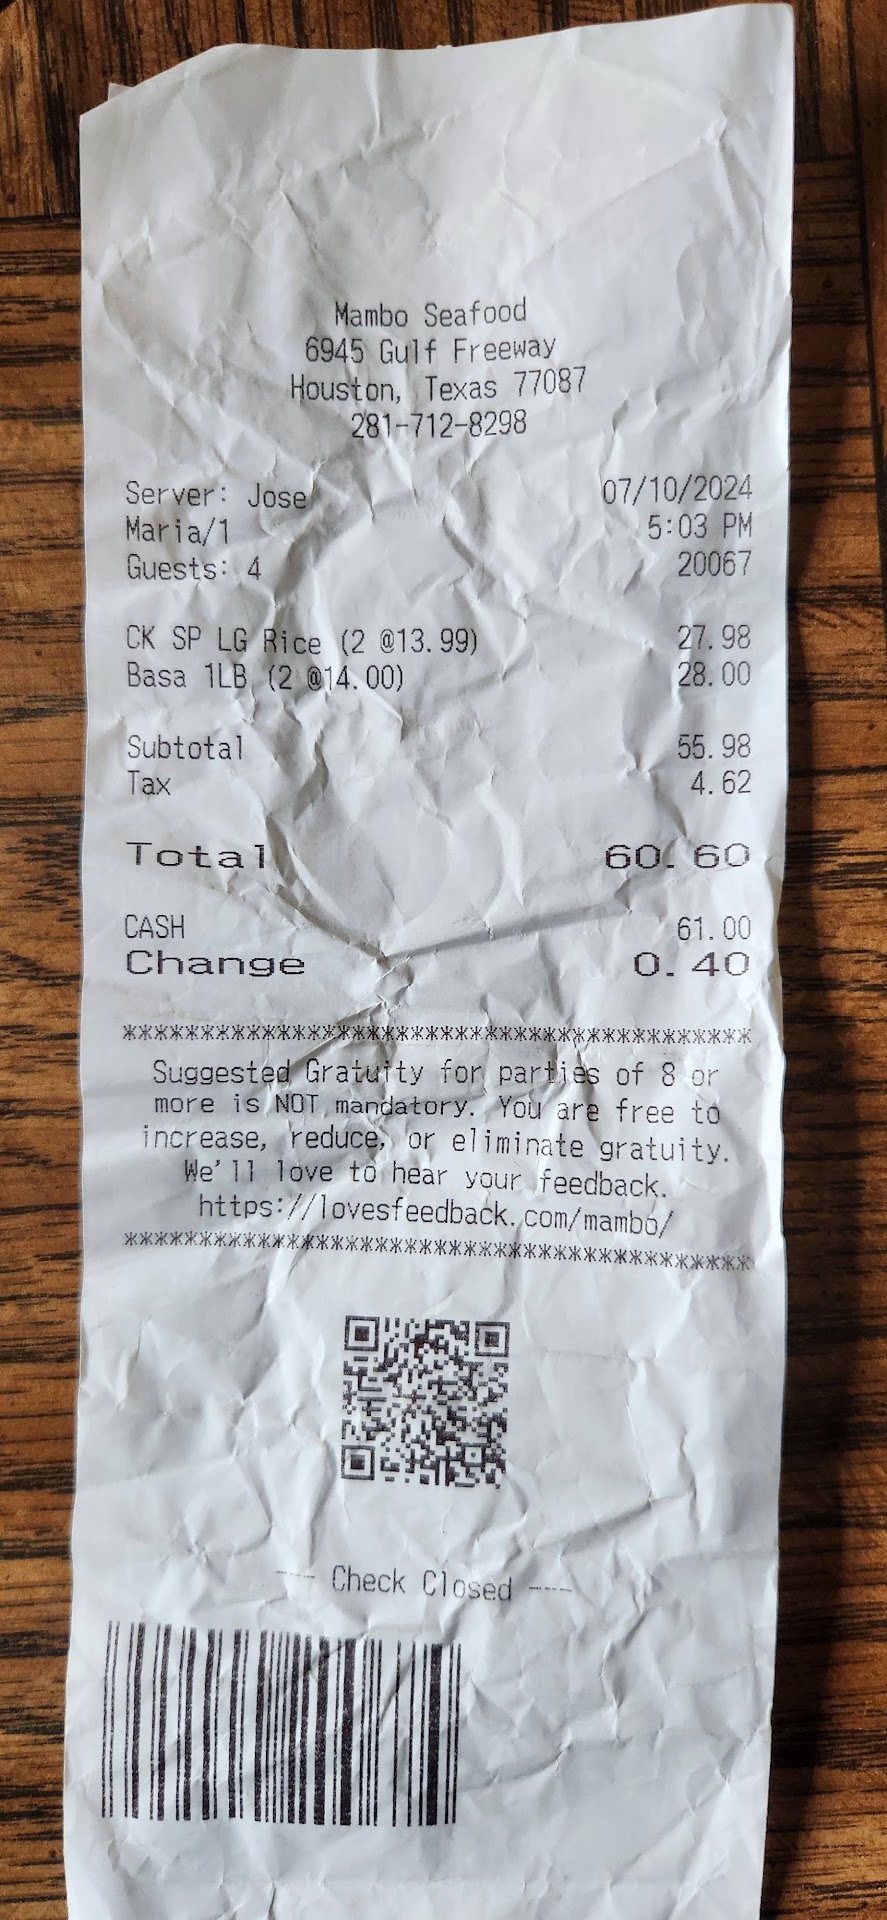 Mambo Seafood
6945 Gulf Freeway
Houston, Texas 77087
281-712-8298
Server: Jose 07/10/2024
Maria/1 5:03 PM
Guests: 4 20067
CK SP LG Rice (2 @13.99) 27.98
Basa 1LB (2 @14.00) 28.00
Subtotal 55.98
Tax 4.62
Total 60.60
CASH 61.00
Change 0.40
*******************************************
Suggested Gratuity for parties of 8 or
more is NOT mandatory. You are free to
increase, reduce, or eliminate gratuity.
We'll love to hear your feedback.
https://lovesfeedback.com/mambo/
*******************************************
--- Check Closed ---